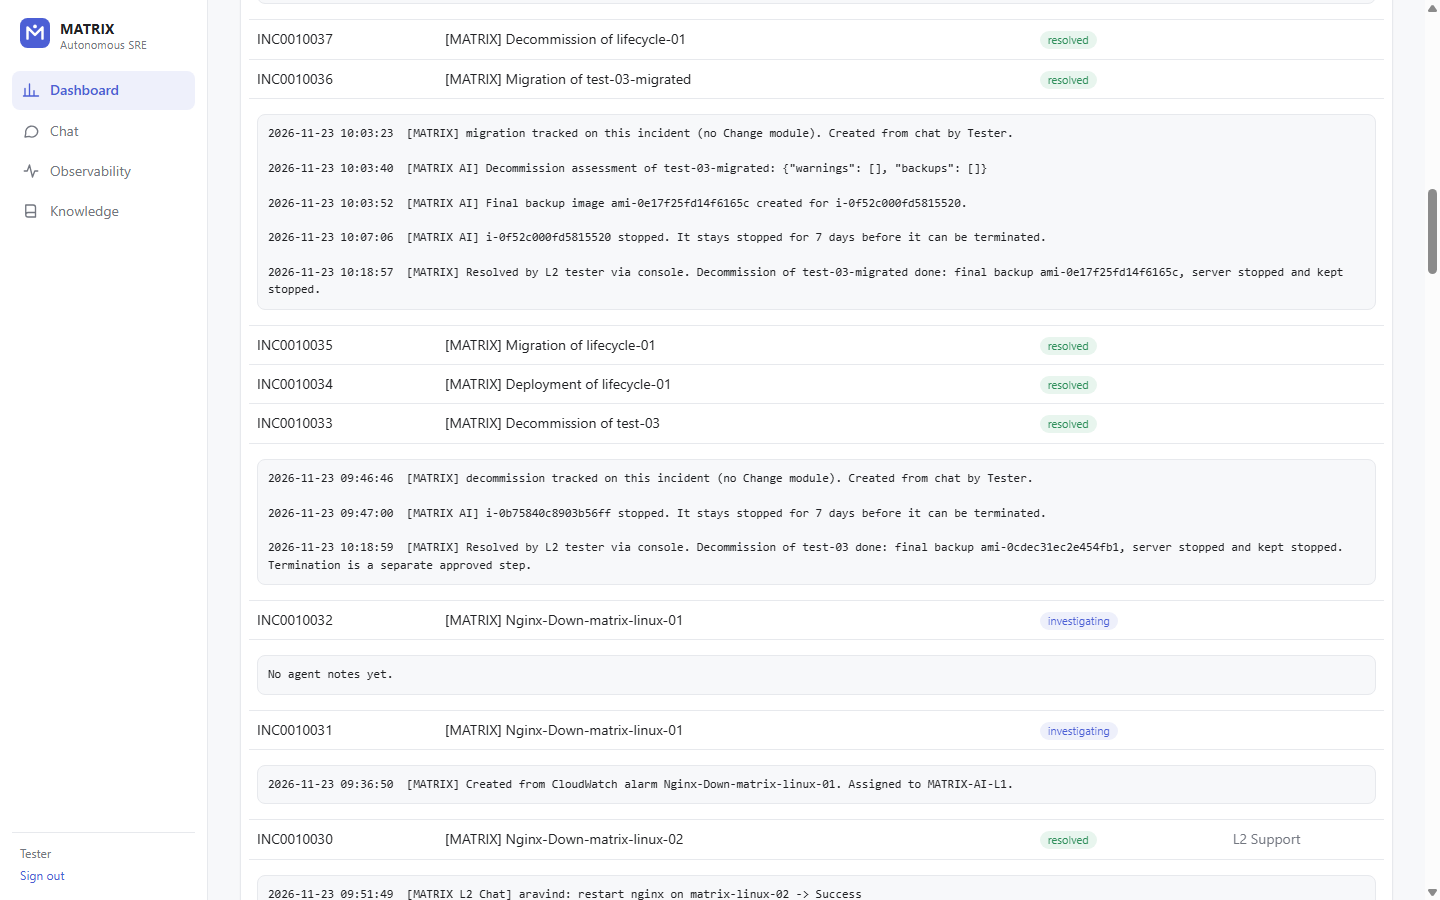 MATRIX
Autonomous SRE
Dashboard
Chat
Observability
Knowledge
Tester
Sign out
INC0010037 [MATRIX] Decommission of lifecycle-01 resolved
INC0010036 [MATRIX] Migration of test-03-migrated resolved
2026-11-23 10:03:23 [MATRIX] migration tracked on this incident (no Change module). Created from chat by Tester.
2026-11-23 10:03:40 [MATRIX AI] Decommission assessment of test-03-migrated: {"warnings": [], "backups": []}
2026-11-23 10:03:52 [MATRIX AI] Final backup image ami-0e17f25fd14f6165c created for i-0f52c000fd5815520.
2026-11-23 10:07:06 [MATRIX AI] i-0f52c000fd5815520 stopped. It stays stopped for 7 days before it can be terminated.
2026-11-23 10:18:57 [MATRIX] Resolved by L2 tester via console. Decommission of test-03-migrated done: final backup ami-0e17f25fd14f6165c, server stopped and kept
stopped.
INC0010035 [MATRIX] Migration of lifecycle-01 resolved
INC0010034 [MATRIX] Deployment of lifecycle-01 resolved
INC0010033 [MATRIX] Decommission of test-03 resolved
2026-11-23 09:46:46 [MATRIX] decommission tracked on this incident (no Change module). Created from chat by Tester.
2026-11-23 09:47:00 [MATRIX AI] i-0b75840c8903b56ff stopped. It stays stopped for 7 days before it can be terminated.
2026-11-23 10:18:59 [MATRIX] Resolved by L2 tester via console. Decommission of test-03 done: final backup ami-0cdec31ec2e454fb1, server stopped and kept stopped.
Termination is a separate approved step.
INC0010032 [MATRIX] Nginx-Down-matrix-linux-01 investigating
No agent notes yet.
INC0010031 [MATRIX] Nginx-Down-matrix-linux-01 investigating
2026-11-23 09:36:50 [MATRIX] Created from CloudWatch alarm Nginx-Down-matrix-linux-01. Assigned to MATRIX-AI-L1.
INC0010030 [MATRIX] Nginx-Down-matrix-linux-02 resolved L2 Support
2026-11-23 09:51:49 [MATRIX L2 Chat] aravind: restart nginx on matrix-linux-02 -> Success